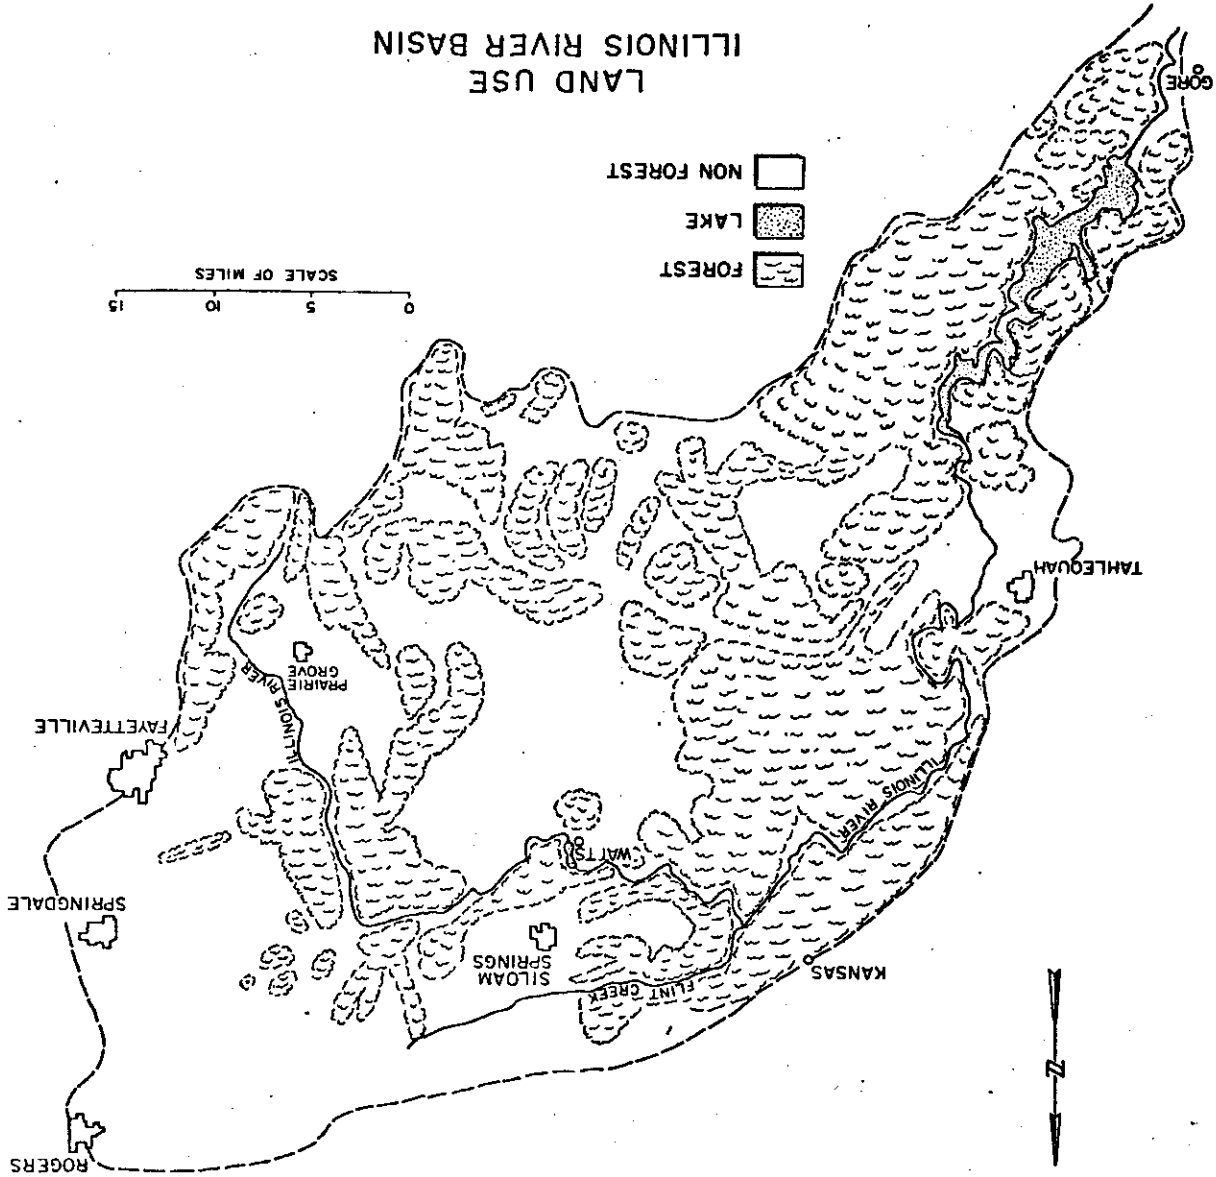 ROGERS
SPRINGDALE
FAYETTEVILLE
KANSAS
FLINT CREEK
SILOAM
SPRINGS
WATTS
ILLINOIS RIVER
ILLINOIS RIVER
PRAIRIE
GROVE
TAHLEQUAH
GORE
N
SCALE OF MILES
0 5 10 15
FOREST
LAKE
NON FOREST
LAND USE
ILLINOIS RIVER BASIN